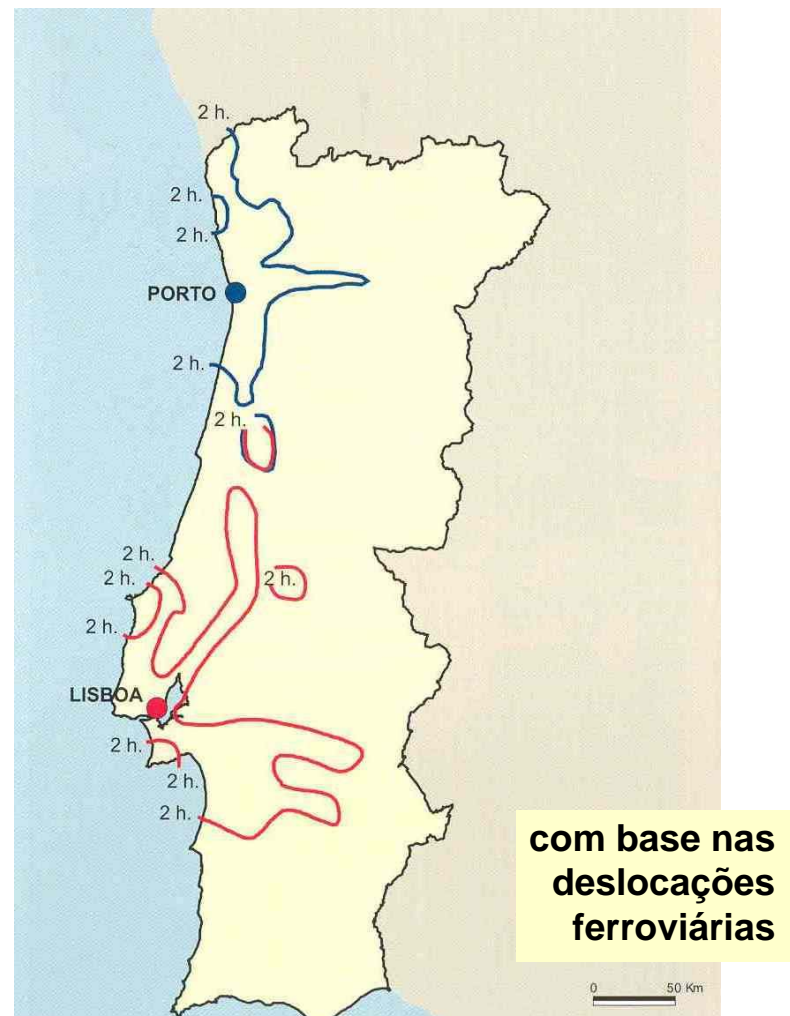 2 h.
2 h.
2 h.
PORTO
2 h.
2 h.
2 h.
2 h.
2 h.
2 h.
LISBOA
2 h.
2 h.
2 h.
com base nas
deslocações
ferroviárias
0 50 Km